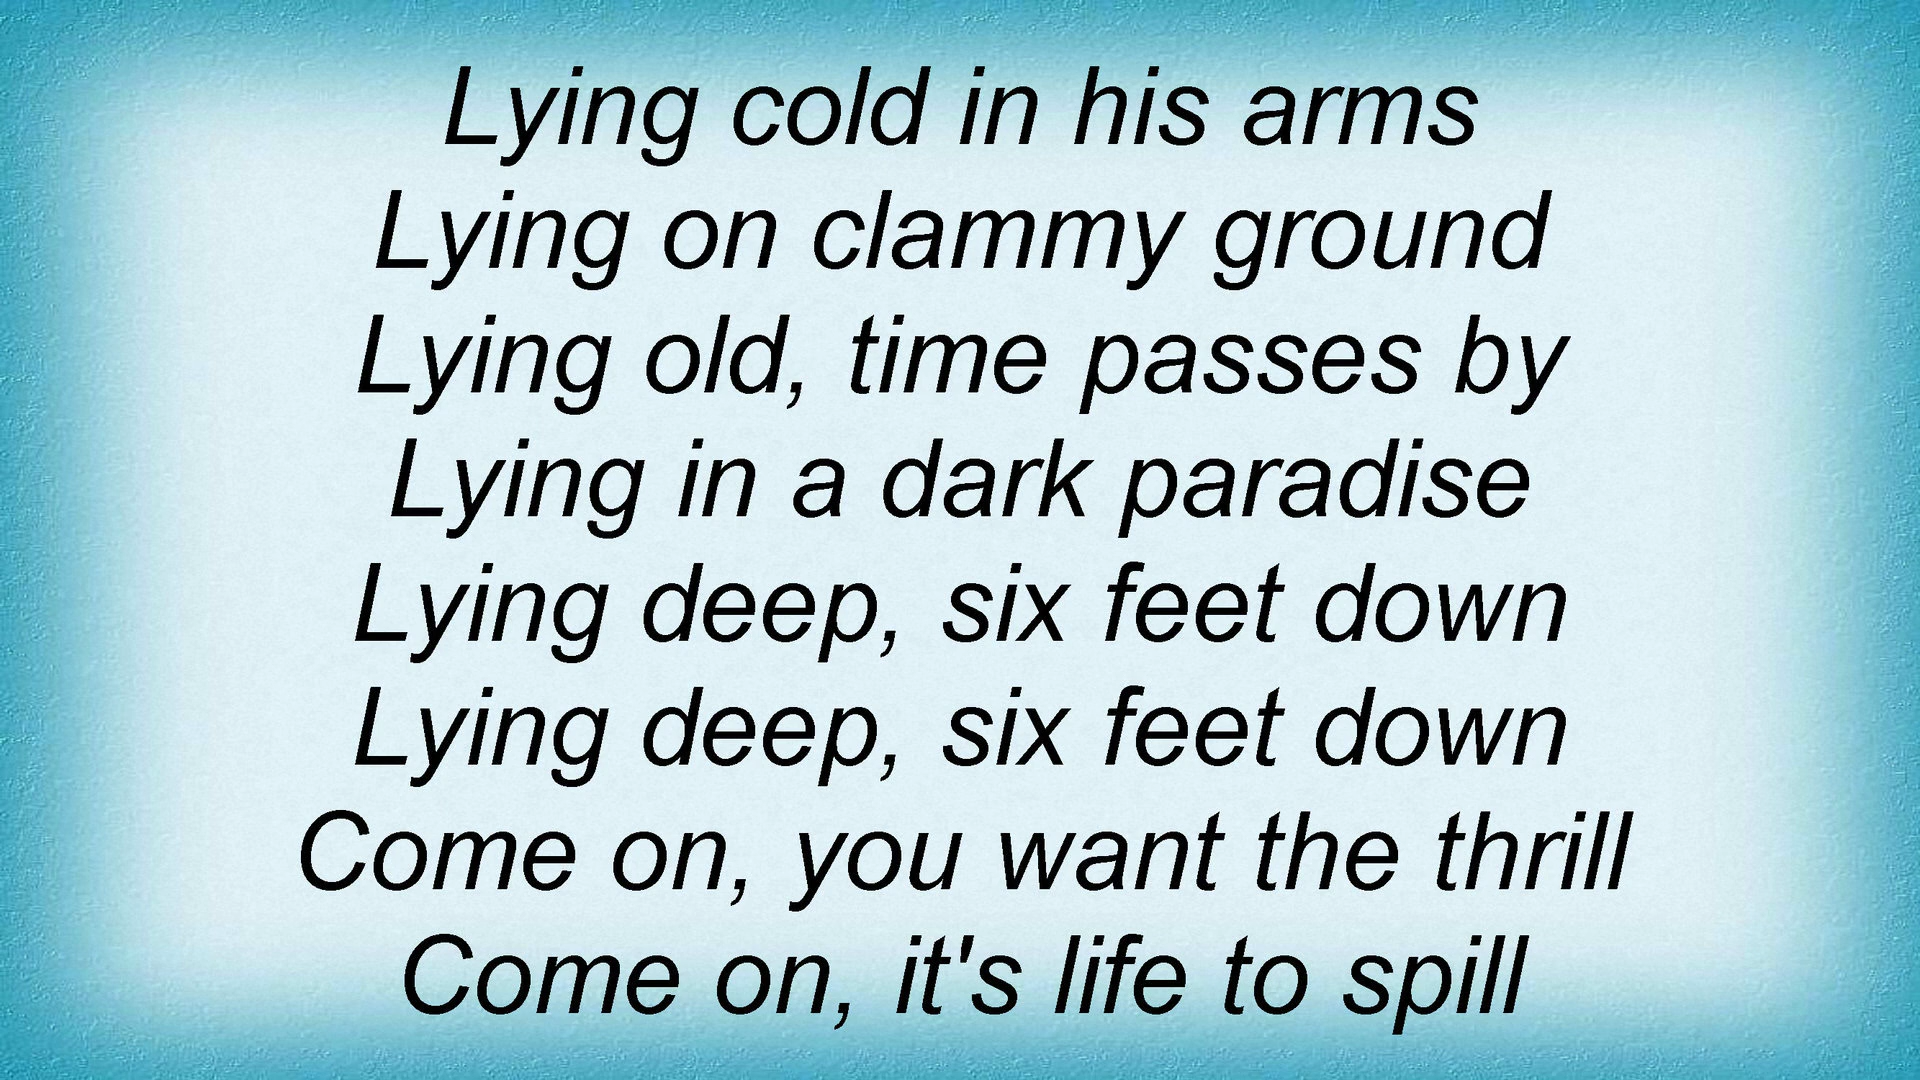 Lying cold in his arms
Lying on clammy ground
Lying old, time passes by
Lying in a dark paradise
Lying deep, six feet down
Lying deep, six feet down
Come on, you want the thrill
Come on, it's life to spill